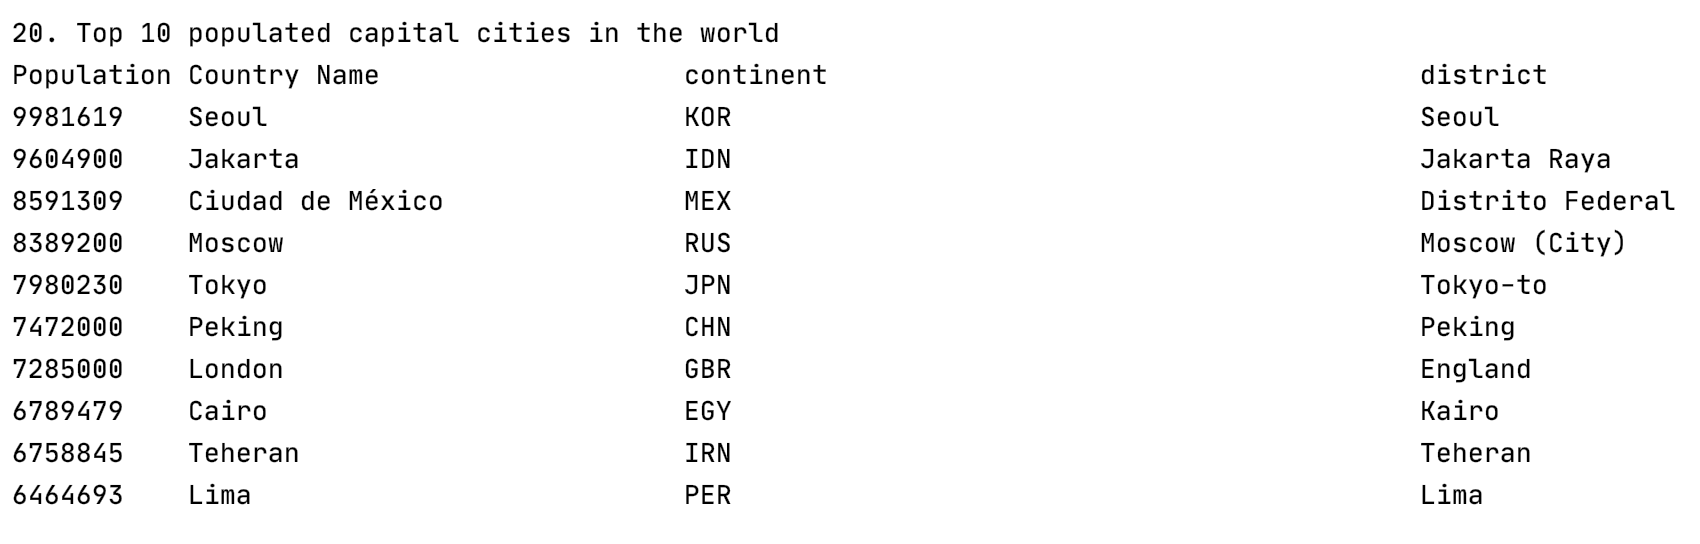 20. Top 10 populated capital cities in the world
Population Country Name continent district
9981619 Seoul KOR Seoul
9604900 Jakarta IDN Jakarta Raya
8591309 Ciudad de México MEX Distrito Federal
8389200 Moscow RUS Moscow (City)
7980230 Tokyo JPN Tokyo-to
7472000 Peking CHN Peking
7285000 London GBR England
6789479 Cairo EGY Kairo
6758845 Teheran IRN Teheran
6464693 Lima PER Lima